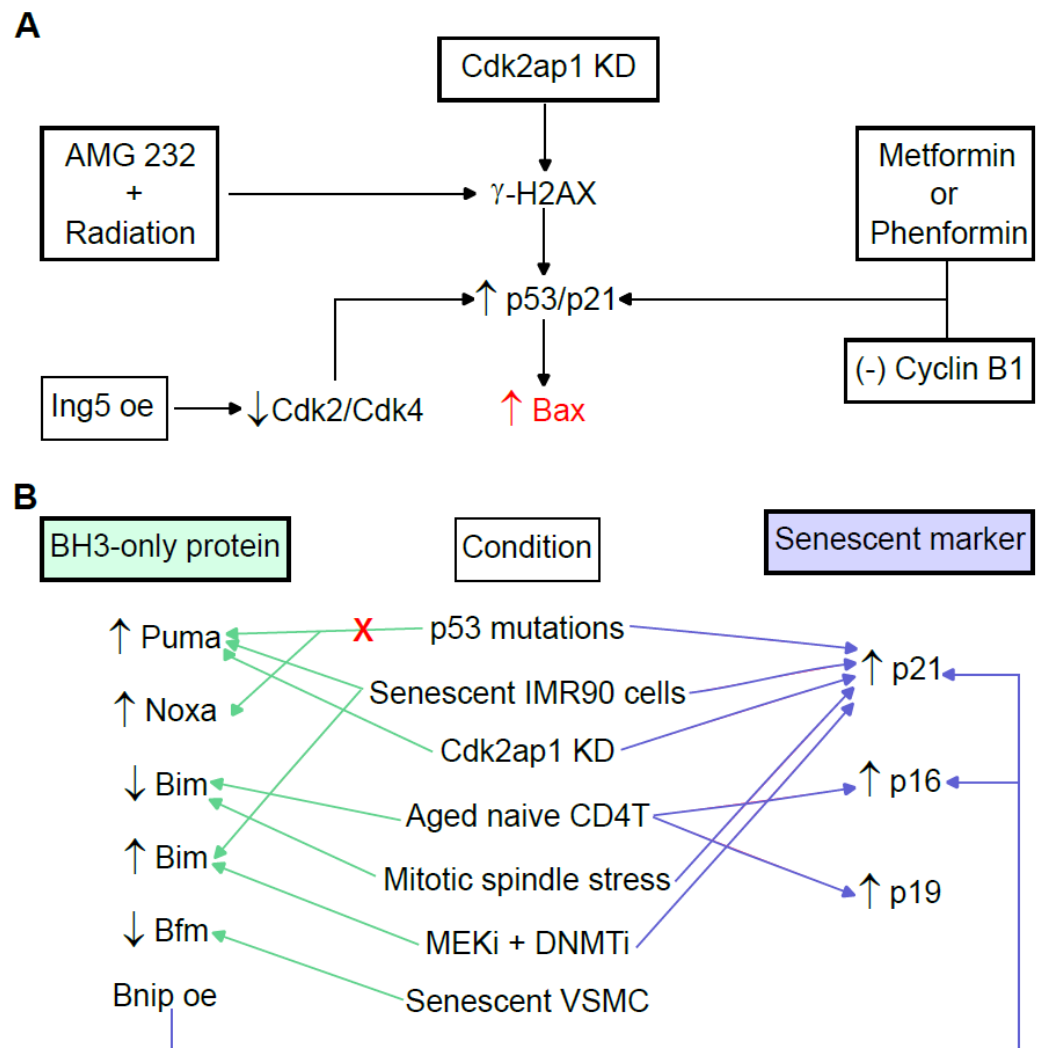 A
Cdk2ap1 KD
AMG 232
+
Radiation
γ-H2AX
Metformin
or
Phenformin
↑ p53/p21
(-) Cyclin B1
Ing5 oe
↓Cdk2/Cdk4
↑ Bax
B
BH3-only protein
Condition
Senescent marker
↑ Puma
X
p53 mutations
↑ p21
Senescent IMR90 cells
↑ Noxa
Cdk2ap1 KD
↓ Bim
↑ p16
Aged naive CD4T
↑ Bim
Mitotic spindle stress
↑ p19
↓ Bfm
MEKi + DNMTi
Bnip oe
Senescent VSMC